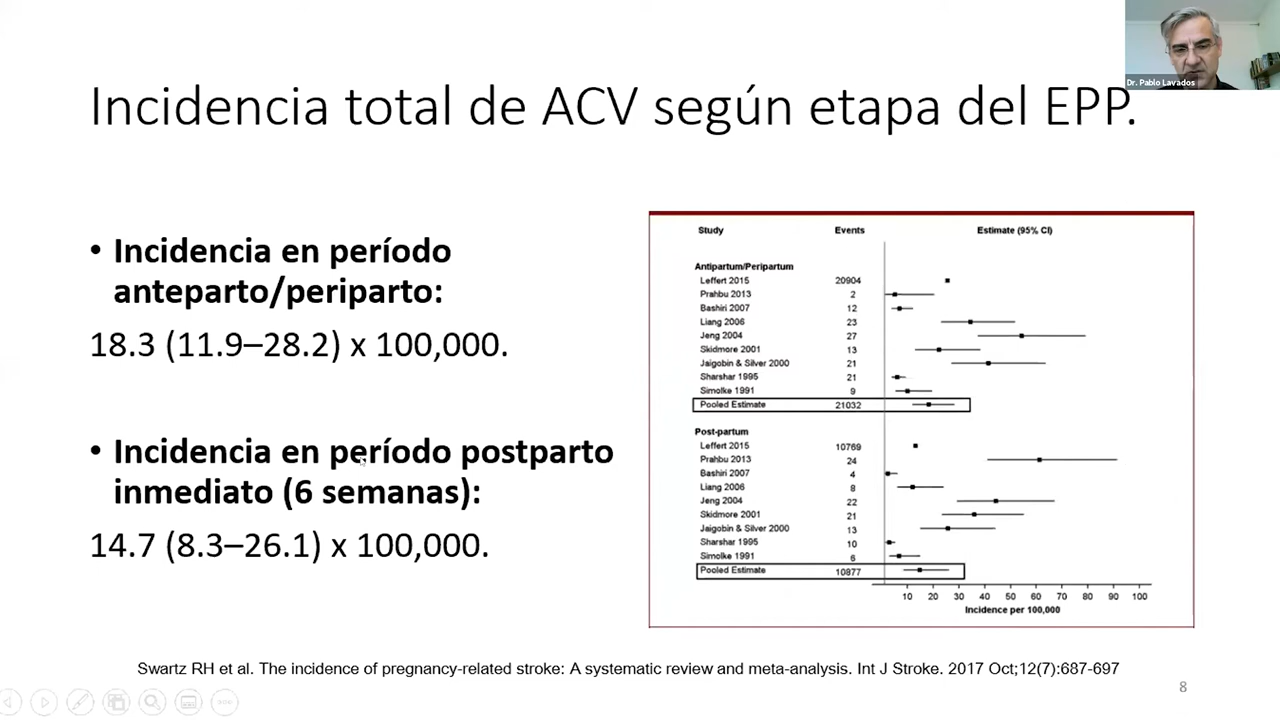 Dr. Pablo Lavados
Incidencia total de ACV según etapa del EPP.
• Incidencia en período
anteparto/periparto:
18.3 (11.9–28.2) x 100,000.
• Incidencia en período postparto
inmediato (6 semanas):
14.7 (8.3–26.1) x 100,000.
Study Events Estimate (95% CI)
Antipartum/Peripartum
Leffert 2015 20904
Prahbu 2013 2
Bashiri 2007 12
Liang 2006 23
Jeng 2004 27
Skidmore 2001 13
Jaigobin & Silver 2000 21
Sharshar 1995 21
Simolke 1991 9
Pooled Estimate 21032
Post-partum
Leffert 2015 10769
Prahbu 2013 24
Bashiri 2007 4
Liang 2006 8
Jeng 2004 22
Skidmore 2001 21
Jaigobin & Silver 2000 13
Sharshar 1995 10
Simolke 1991 6
Pooled Estimate 10877
10 20 30 40 50 60 70 80 90 100
Incidence per 100,000
Swartz RH et al. The incidence of pregnancy-related stroke: A systematic review and meta-analysis. Int J Stroke. 2017 Oct;12(7):687-697
8